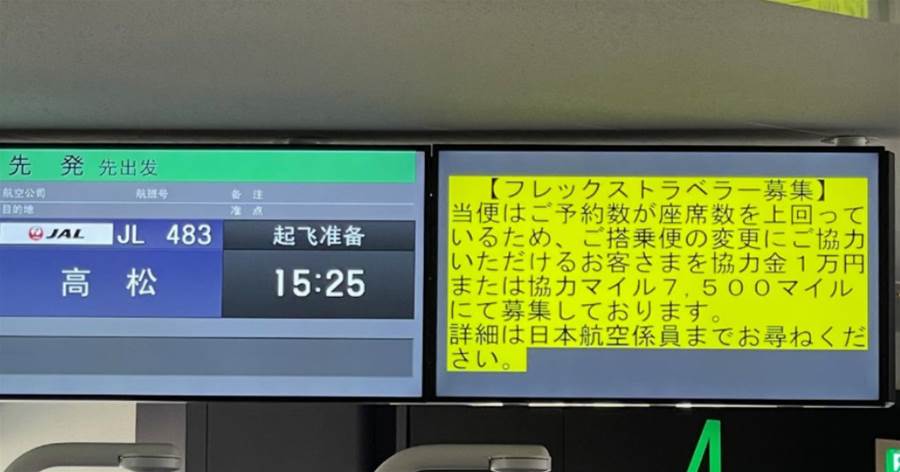 先 発 先出发
航空公司 航班号 备 注
目的地 准 点
JAL JL 483 起飞准备
高 松 15:25
【フレックストラベラー募集】
当便はご予約数が座席数を上回って
いるため、ご搭乗便の変更にご協力
いただけるお客さまを協力金１万円
または協力マイル７,５００マイル
にて募集しております。
詳細は日本航空係員までお尋ねくだ
さい。
4